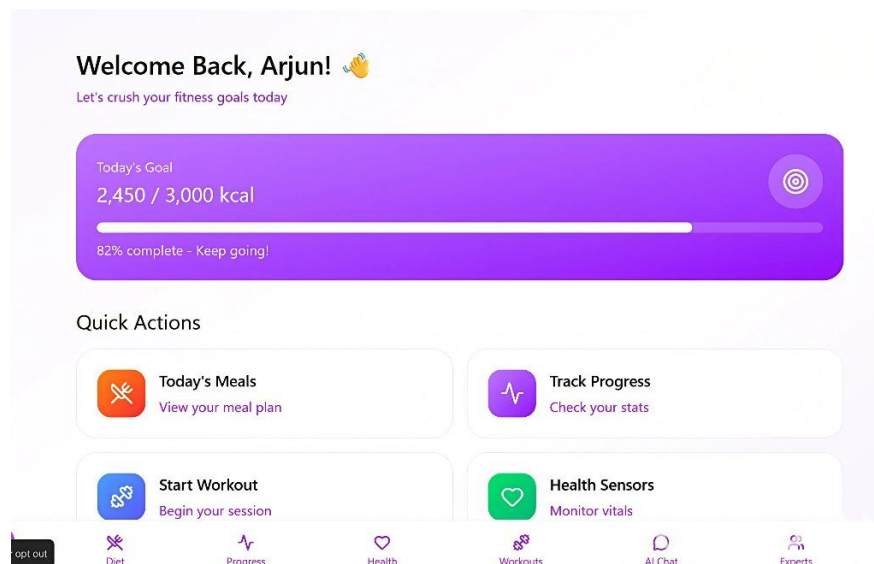 Welcome Back, Arjun! 👋
Let's crush your fitness goals today
Today's Goal
2,450 / 3,000 kcal
82% complete - Keep going!
Quick Actions
Today's Meals
View your meal plan
Track Progress
Check your stats
Start Workout
Begin your session
Health Sensors
Monitor vitals
opt out
Diet
Progress
Health
Workouts
AI Chat
Experts